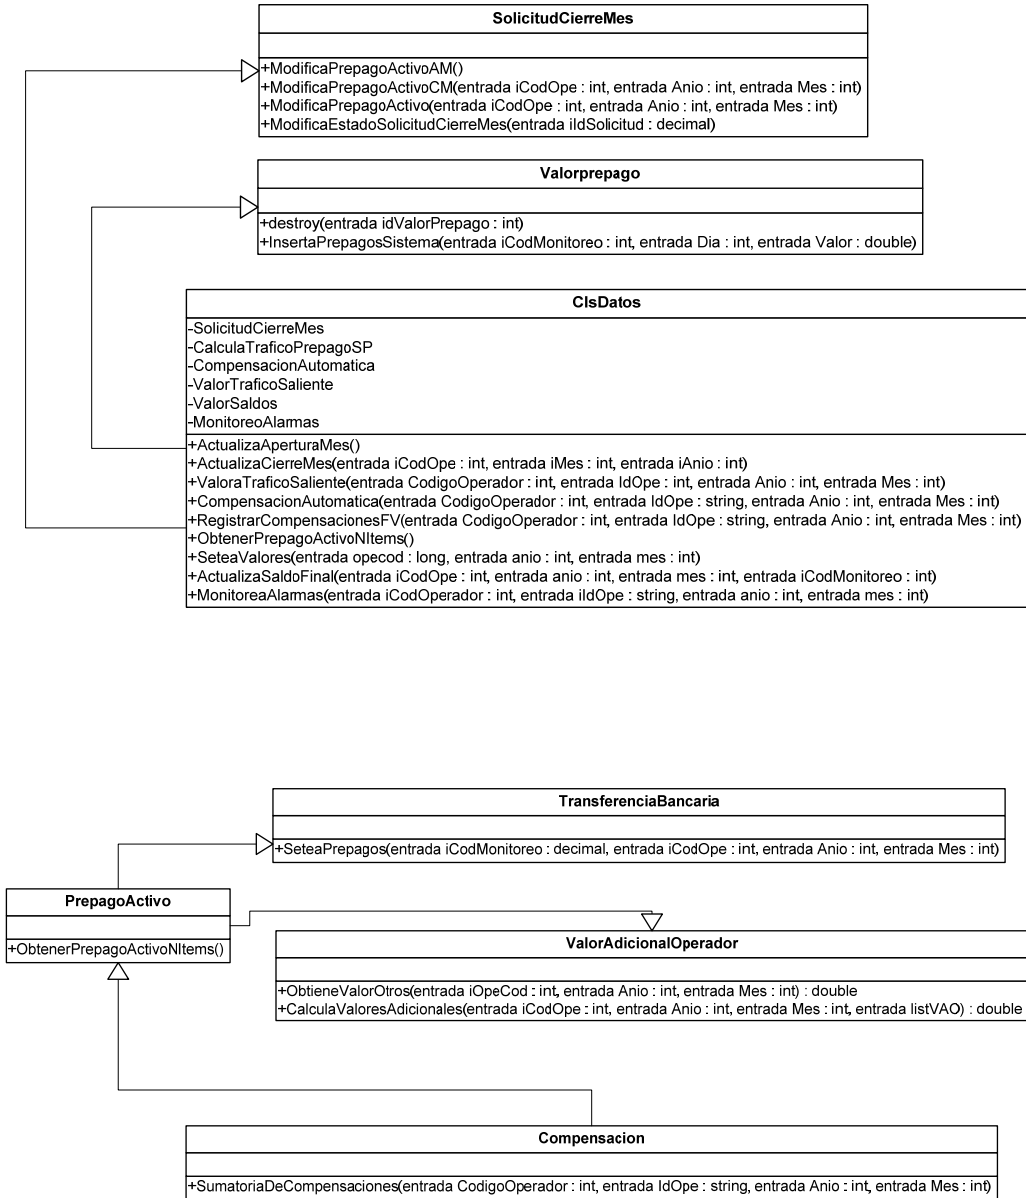 SolicitudCierreMes
+ModificaPrepagoActivoAM()
+ModificaPrepagoActivoCM(entrada iCodOpe : int, entrada Anio : int, entrada Mes : int)
+ModificaPrepagoActivo(entrada iCodOpe : int, entrada Anio : int, entrada Mes : int)
+ModificaEstadoSolicitudCierreMes(entrada iIdSolicitud : decimal)
Valorprepago
+destroy(entrada idValorPrepago : int)
+InsertaPrepagosSistema(entrada iCodMonitoreo : int, entrada Dia : int, entrada Valor : double)
ClsDatos
-SolicitudCierreMes
-CalculaTraficoPrepagoSP
-CompensacionAutomatica
-ValorTraficoSaliente
-ValorSaldos
-MonitoreoAlarmas
+ActualizaAperturaMes()
+ActualizaCierreMes(entrada iCodOpe : int, entrada iMes : int, entrada iAnio : int)
+ValoraTraficoSaliente(entrada CodigoOperador : int, entrada IdOpe : int, entrada Anio : int, entrada Mes : int)
+CompensacionAutomatica(entrada CodigoOperador : int, entrada IdOpe : string, entrada Anio : int, entrada Mes : int)
+RegistrarCompensacionesFV(entrada CodigoOperador : int, entrada IdOpe : string, entrada Anio : int, entrada Mes : int)
+ObtenerPrepagoActivoNItems()
+SeteaValores(entrada opecod : long, entrada anio : int, entrada mes : int)
+ActualizaSaldoFinal(entrada iCodOpe : int, entrada anio : int, entrada mes : int, entrada iCodMonitoreo : int)
+MonitoreaAlarmas(entrada iCodOperador : int, entrada iIdOpe : string, entrada anio : int, entrada mes : int)
TransferenciaBancaria
+SeteaPrepagos(entrada iCodMonitoreo : decimal, entrada iCodOpe : int, entrada Anio : int, entrada Mes : int)
PrepagoActivo
+ObtenerPrepagoActivoNItems()
ValorAdicionalOperador
+ObtieneValorOtros(entrada iOpeCod : int, entrada Anio : int, entrada Mes : int) : double
+CalculaValoresAdicionales(entrada iCodOpe : int, entrada Anio : int, entrada Mes : int, entrada listVAO) : double
Compensacion
+SumatoriaDeCompensaciones(entrada CodigoOperador : int, entrada IdOpe : string, entrada Anio : int, entrada Mes : int)